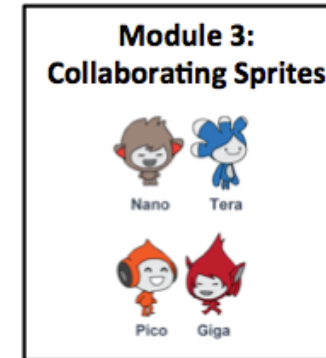 Module 3:
Collaborating Sprites
Nano Tera
Pico Giga